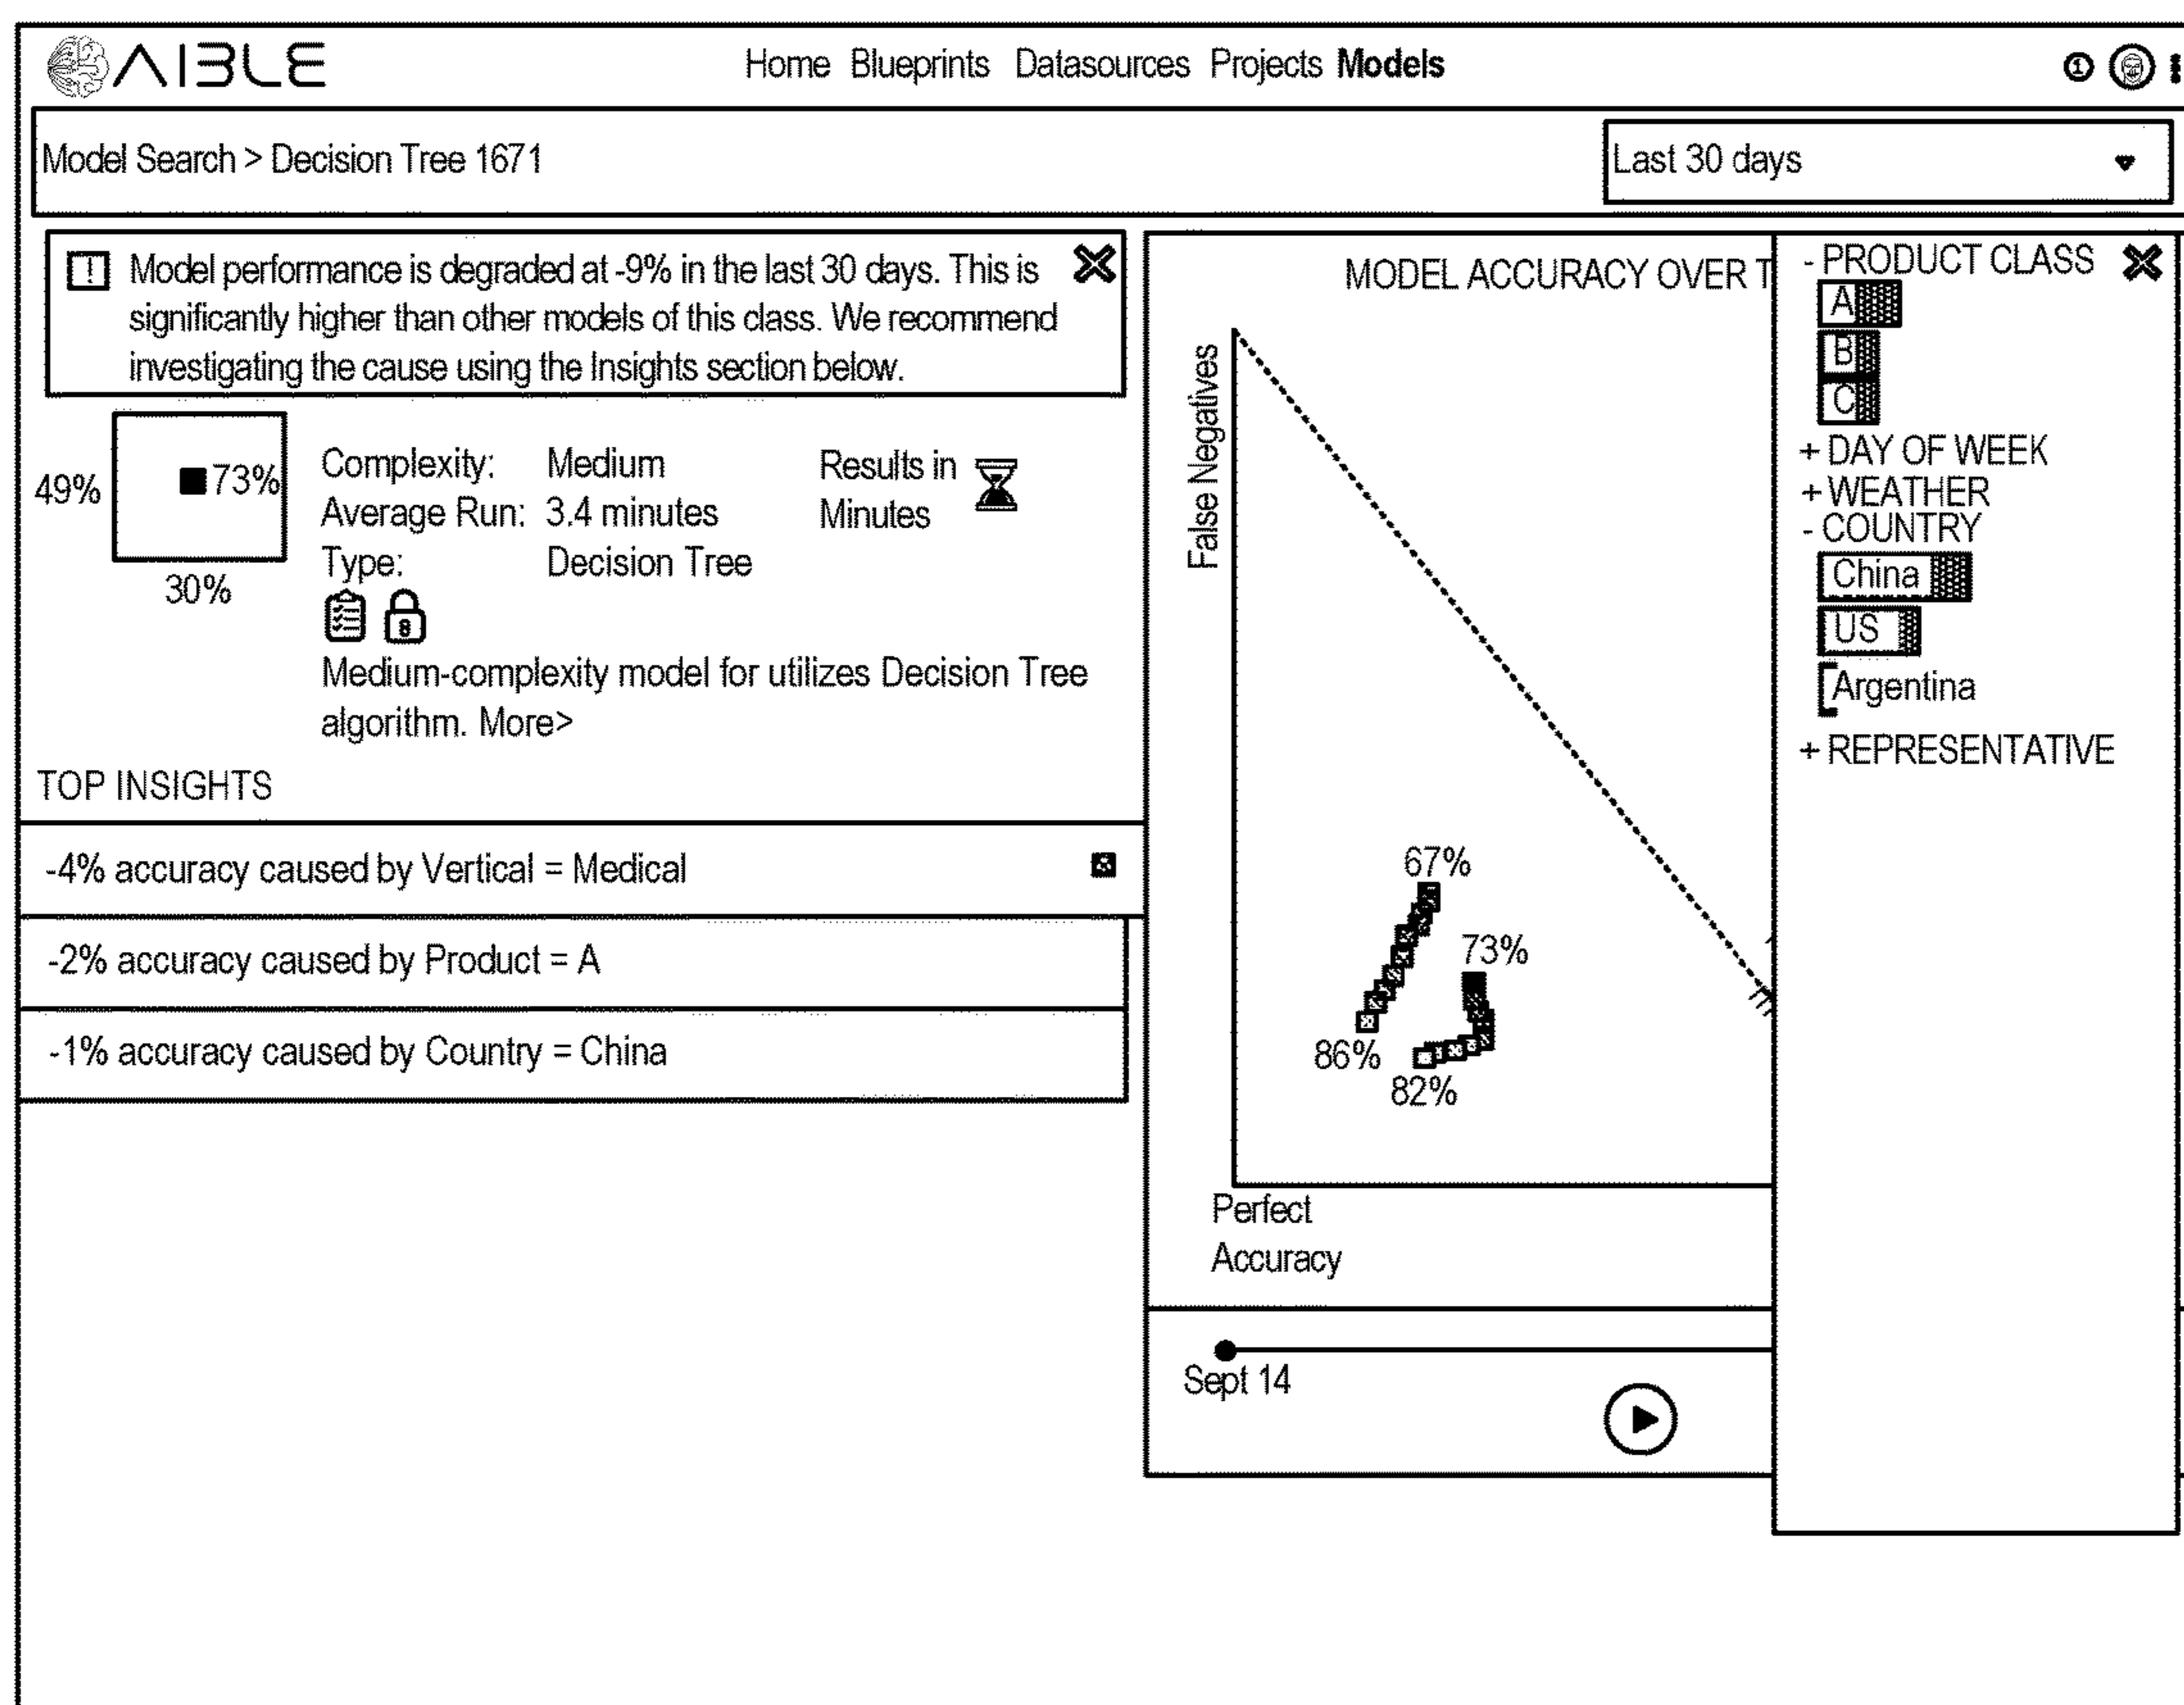 AIBLE
Home Blueprints Datasources Projects Models
1
Model Search > Decision Tree 1671
Last 30 days
! Model performance is degraded at -9% in the last 30 days. This is
significantly higher than other models of this class. We recommend
investigating the cause using the Insights section below.
49%
73%
30%
Complexity: Medium
Average Run: 3.4 minutes
Type: Decision Tree
Results in
Minutes
8
Medium-complexity model for utilizes Decision Tree
algorithm. More>
TOP INSIGHTS
-4% accuracy caused by Vertical = Medical
-2% accuracy caused by Product = A
-1% accuracy caused by Country = China
MODEL ACCURACY OVER T
False Negatives
67%
73%
86%
82%
Perfect
Accuracy
Sept 14
- PRODUCT CLASS
A
B
C
+ DAY OF WEEK
+ WEATHER
- COUNTRY
China
US
Argentina
+ REPRESENTATIVE